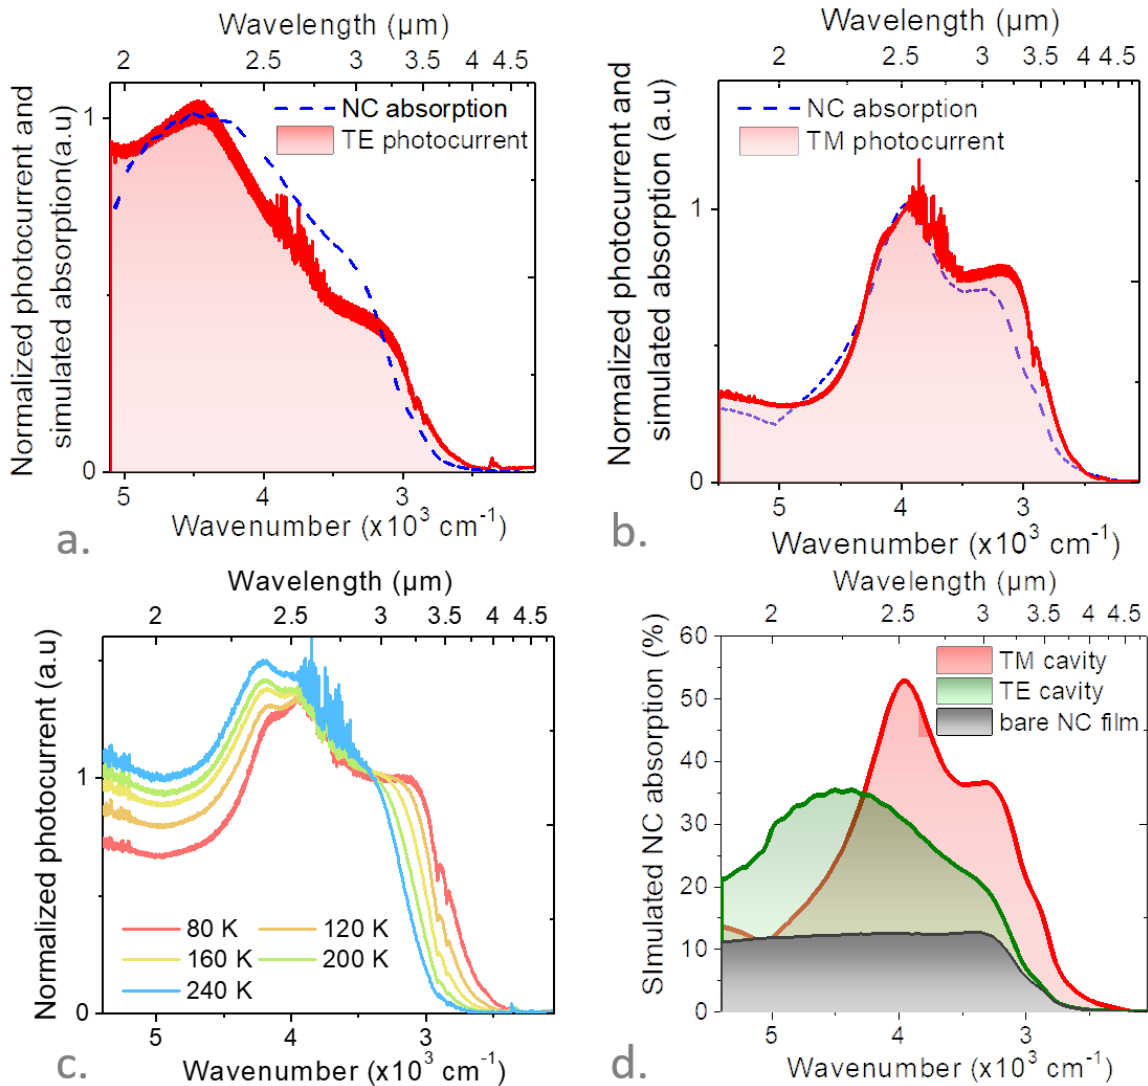 Wavelength (µm)
2 2.5 3 3.5 4 4.5
Normalized photocurrent and
simulated absorption(a.u)
1
0
NC absorption
TE photocurrent
5 4 3
Wavenumber (x10³ cm⁻¹)
a.
Wavelength (µm)
2 2.5 3 3.5 4 4.5
Normalized photocurrent and
simulated absorption (a.u)
1
0
NC absorption
TM photocurrent
5 4 3
Wavenumber (x10³ cm⁻¹)
b.
Wavelength (µm)
2 2.5 3 3.5 4 4.5
Normalized photocurrent (a.u)
1
0
80 K 120 K
160 K 200 K
240 K
5 4 3
Wavenumber (x10³ cm⁻¹)
c.
Wavelength (µm)
2 2.5 3 3.5 4 4.5
SImulated NC absorption (%)
60
50
40
30
20
10
0
TM cavity
TE cavity
bare NC film
5 4 3
Wavenumber (x10³ cm⁻¹)
d.